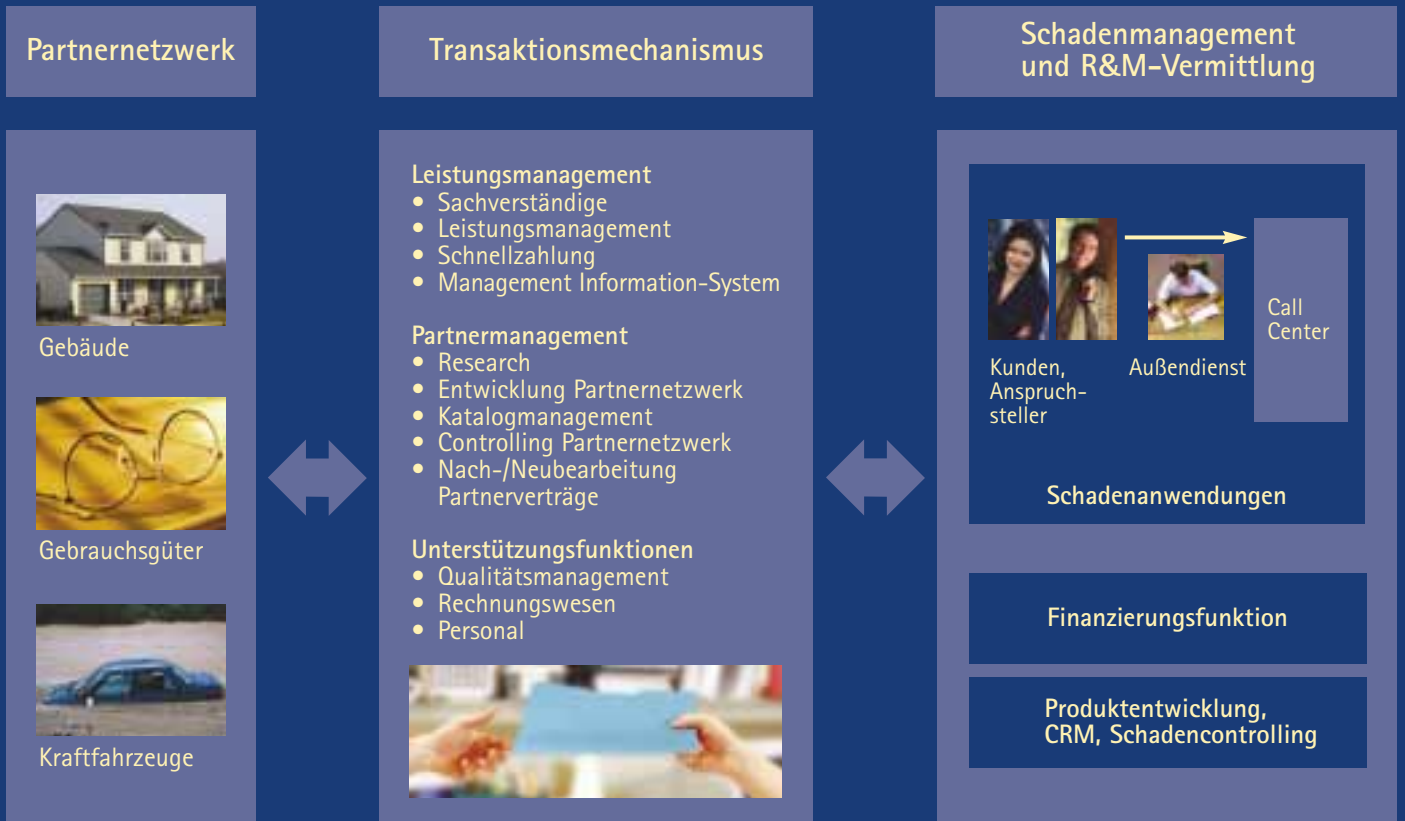 Partnernetzwerk
Transaktionsmechanismus
Schadenmanagement
und R&M-Vermittlung
Gebäude
Gebrauchsgüter
Kraftfahrzeuge
Leistungsmanagement
• Sachverständige
• Leistungsmanagement
• Schnellzahlung
• Management Information-System
Partnermanagement
• Research
• Entwicklung Partnernetzwerk
• Katalogmanagement
• Controlling Partnernetzwerk
• Nach-/Neubearbeitung
Partnerverträge
Unterstützungsfunktionen
• Qualitätsmanagement
• Rechnungswesen
• Personal
Kunden,
Anspruch-
steller
Außendienst
Call
Center
Schadenanwendungen
Finanzierungsfunktion
Produktentwicklung,
CRM, Schadencontrolling